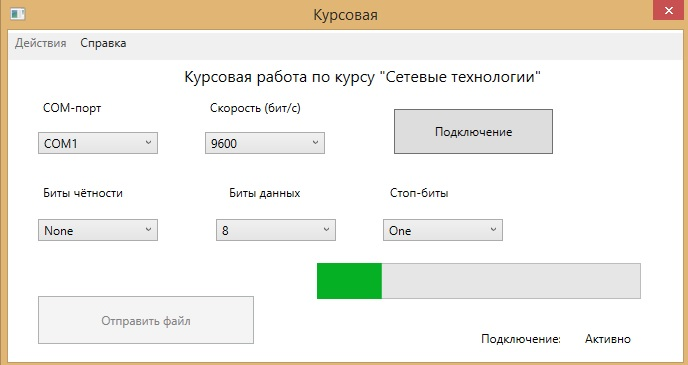 Курсовая
Действия Справка
Курсовая работа по курсу "Сетевые технологии"
COM-порт Скорость (бит/с)
COM1 9600 Подключение
Биты чётности Биты данных Стоп-биты
None 8 One
Отправить файл
Подключение: Активно